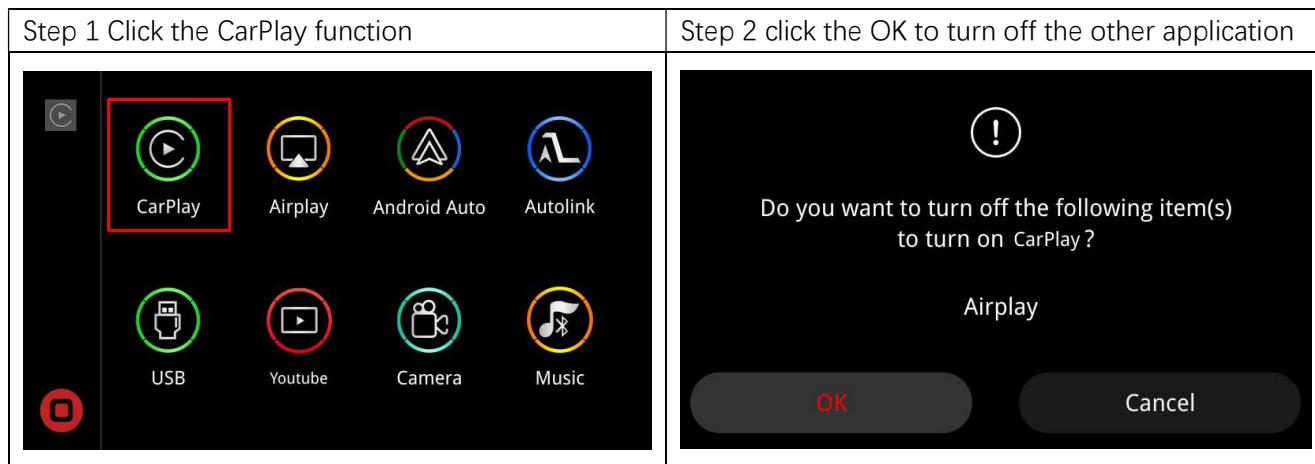 Step 1 Click the CarPlay function
Step 2 click the OK to turn off the other application
CarPlay
Airplay
Android Auto
Autolink
USB
Youtube
Camera
Music
Do you want to turn off the following item(s)
to turn on CarPlay?
Airplay
OK
Cancel